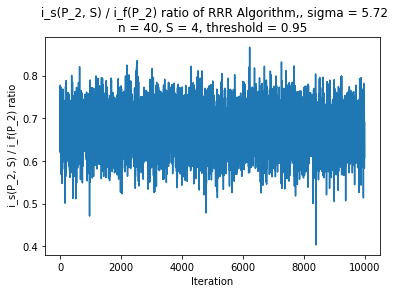 i_s(P_2, S) / i_f(P_2) ratio of RRR Algorithm,, sigma = 5.72
n = 40, S = 4, threshold = 0.95
i_s(P_2, S) / i_f(P_2) ratio
0.8
0.7
0.6
0.5
0.4
0
2000
4000
6000
8000
10000
Iteration